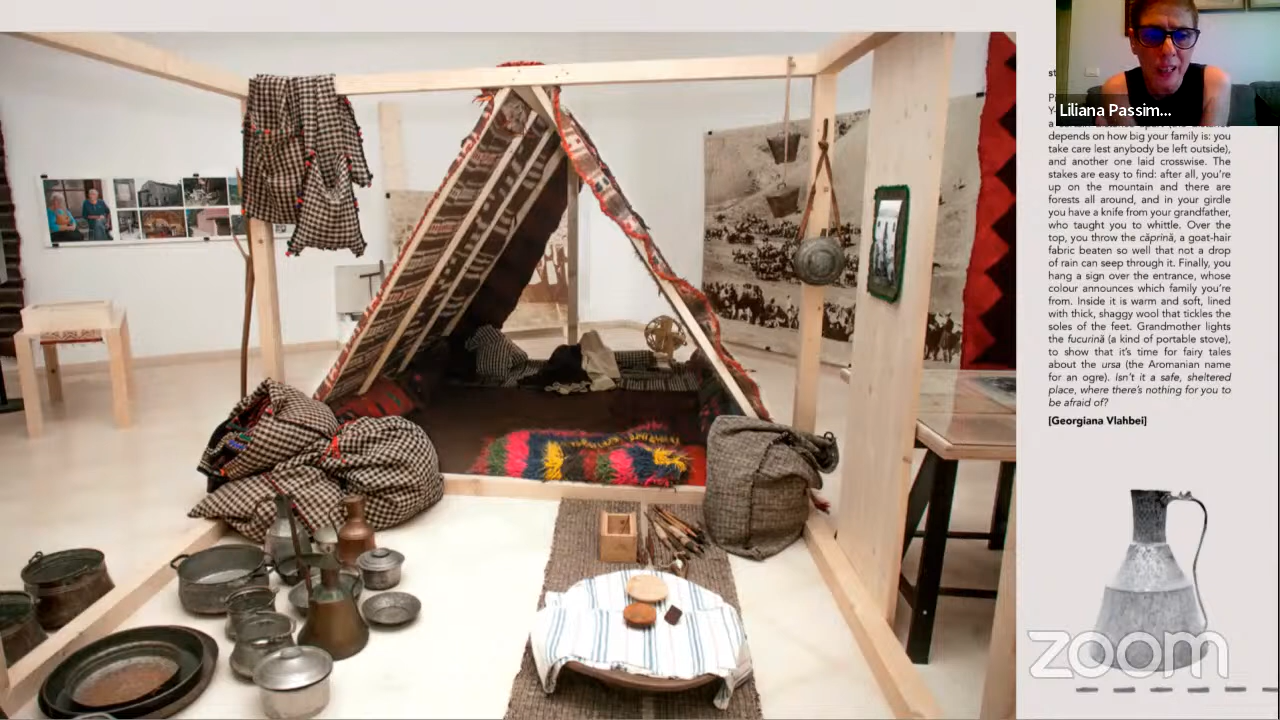 Liliana Passim...
st
depends on how big your family is: you
take care lest anybody be left outside),
and another one laid crosswise. The
stakes are easy to find: after all, you're
up on the mountain and there are
forests all around, and in your girdle
you have a knife from your grandfather,
who taught you to whittle. Over the
top, you throw the căprină, a goat-hair
fabric beaten so well that not a drop
of rain can seep through it. Finally, you
hang a sign over the entrance, whose
colour announces which family you're
from. Inside it is warm and soft, lined
with thick, shaggy wool that tickles the
soles of the feet. Grandmother lights
the fucurină (a kind of portable stove),
to show that it's time for fairy tales
about the ursa (the Aromanian name
for an ogre). Isn't it a safe, sheltered
place, where there's nothing for you to
be afraid of?
[Georgiana Vlahbei]
zoom